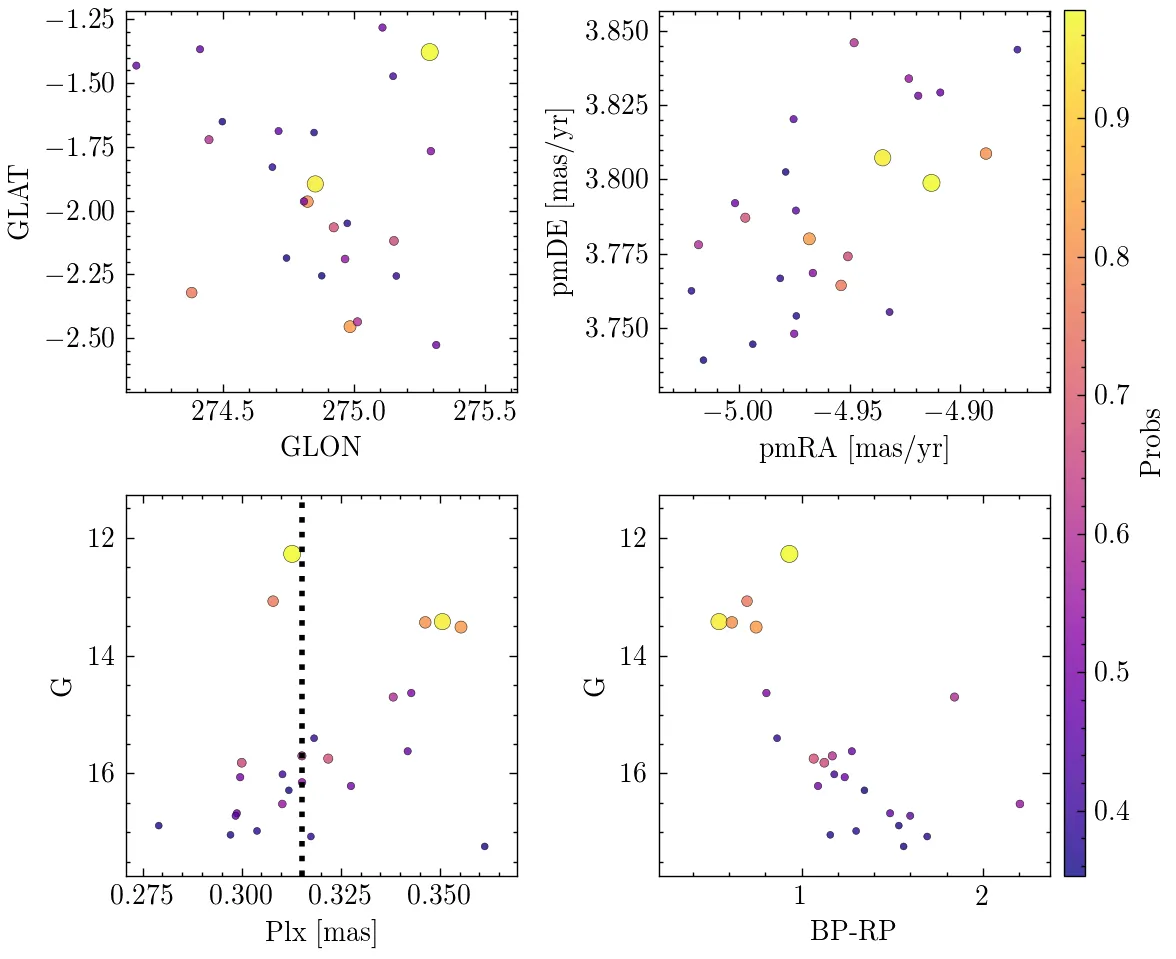 −1.25
−1.50
−1.75
−2.00
−2.25
−2.50
GLAT
274.5 275.0 275.5
GLON
3.850
3.825
3.800
3.775
3.750
pmDE [mas/yr]
−5.00 −4.95 −4.90
pmRA [mas/yr]
0.9
0.8
0.7
0.6
0.5
0.4
Probs
12
14
16
G
0.275 0.300 0.325 0.350
Plx [mas]
12
14
16
G
1 2
BP-RP